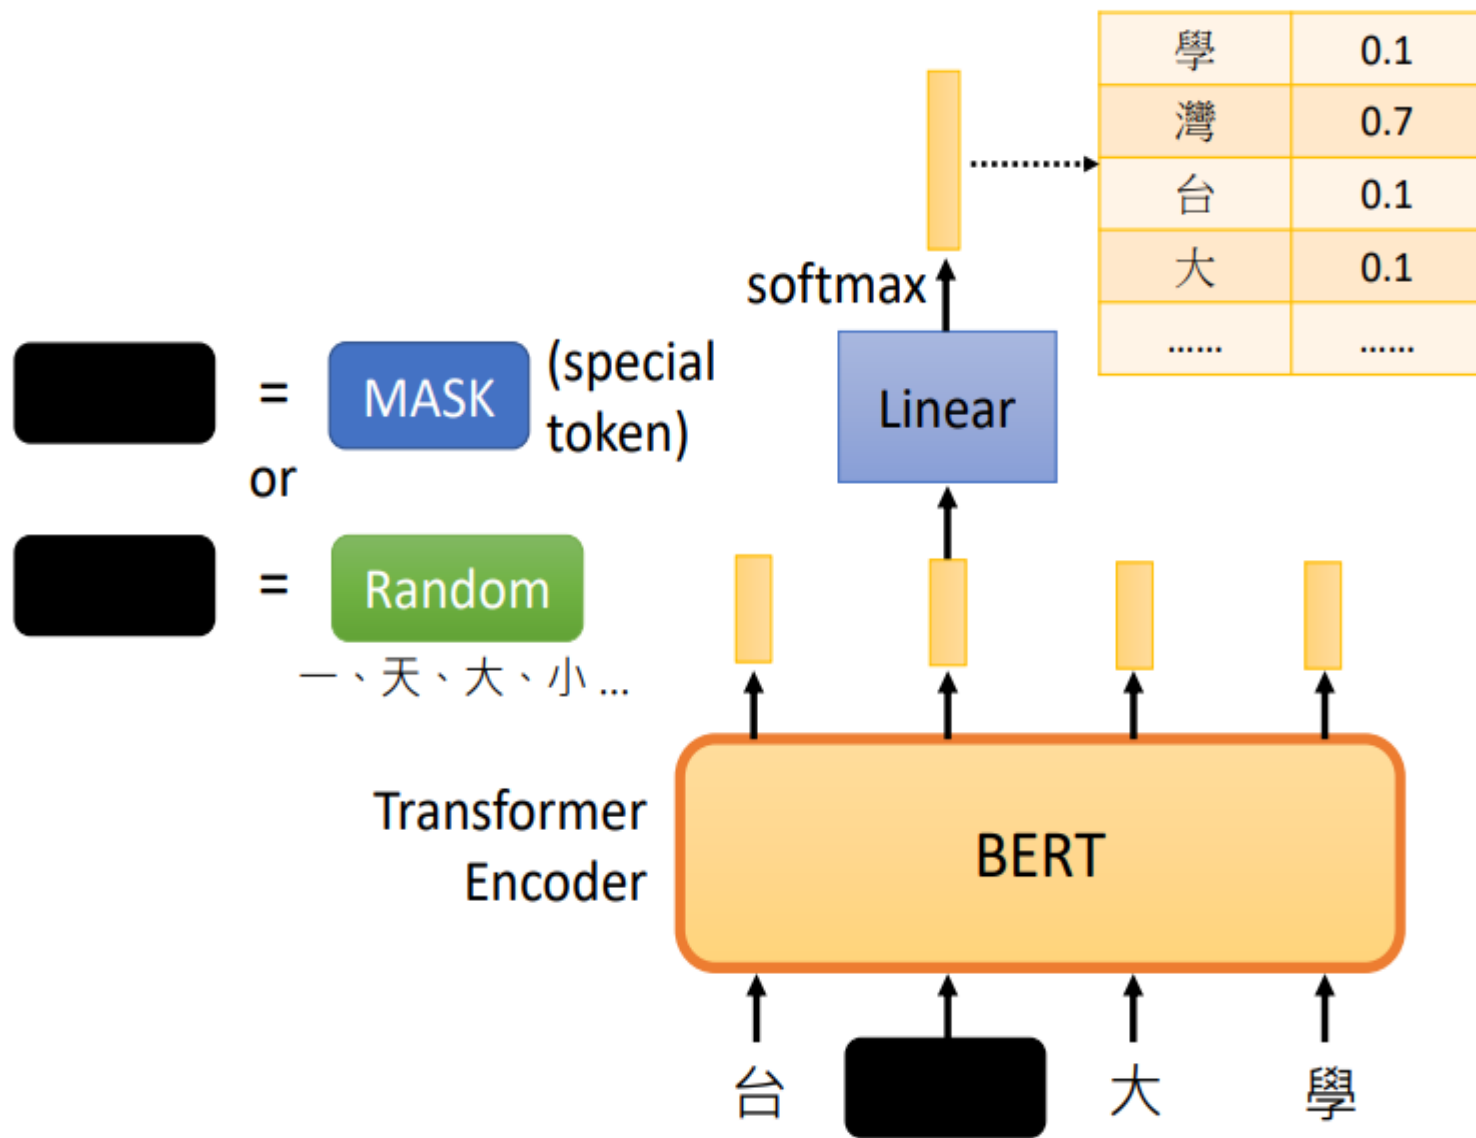 學 0.1
灣 0.7
台 0.1
大 0.1
...... ......
softmax
Linear
= MASK (special
token)
or
= Random
一、天、大、小 ...
Transformer
Encoder
BERT
台 大 學